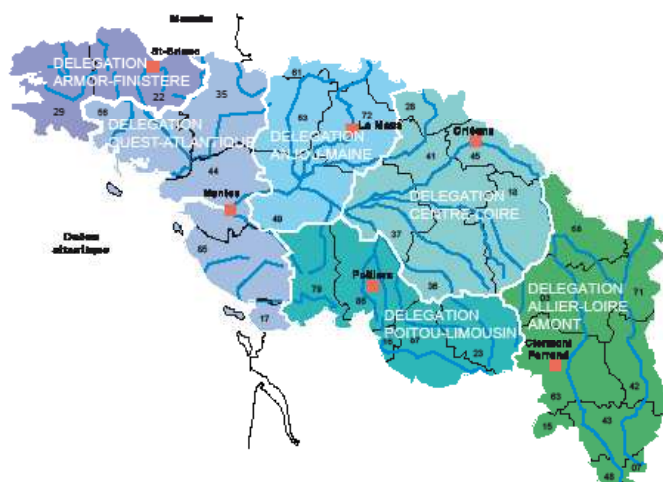 Manche
St-Brieuc
DELEGATION
ARMOR-FINISTERE
29
22
35
56
DELEGATION
OUEST-ATLANTIQUE
44
Nantes
Océan
atlantique
85
17
61
53
72
Le Mans
DELEGATION
ANJOU-MAINE
49
28
Orléans
41
45
18
DELEGATION
CENTRE-LOIRE
37
36
79
Poitiers
86
DELEGATION
POITOU-LIMOUSIN
16
87
23
58
03
71
DELEGATION
ALLIER-LOIRE
AMONT
Clermont
Ferrand
63
42
15
43
48
07